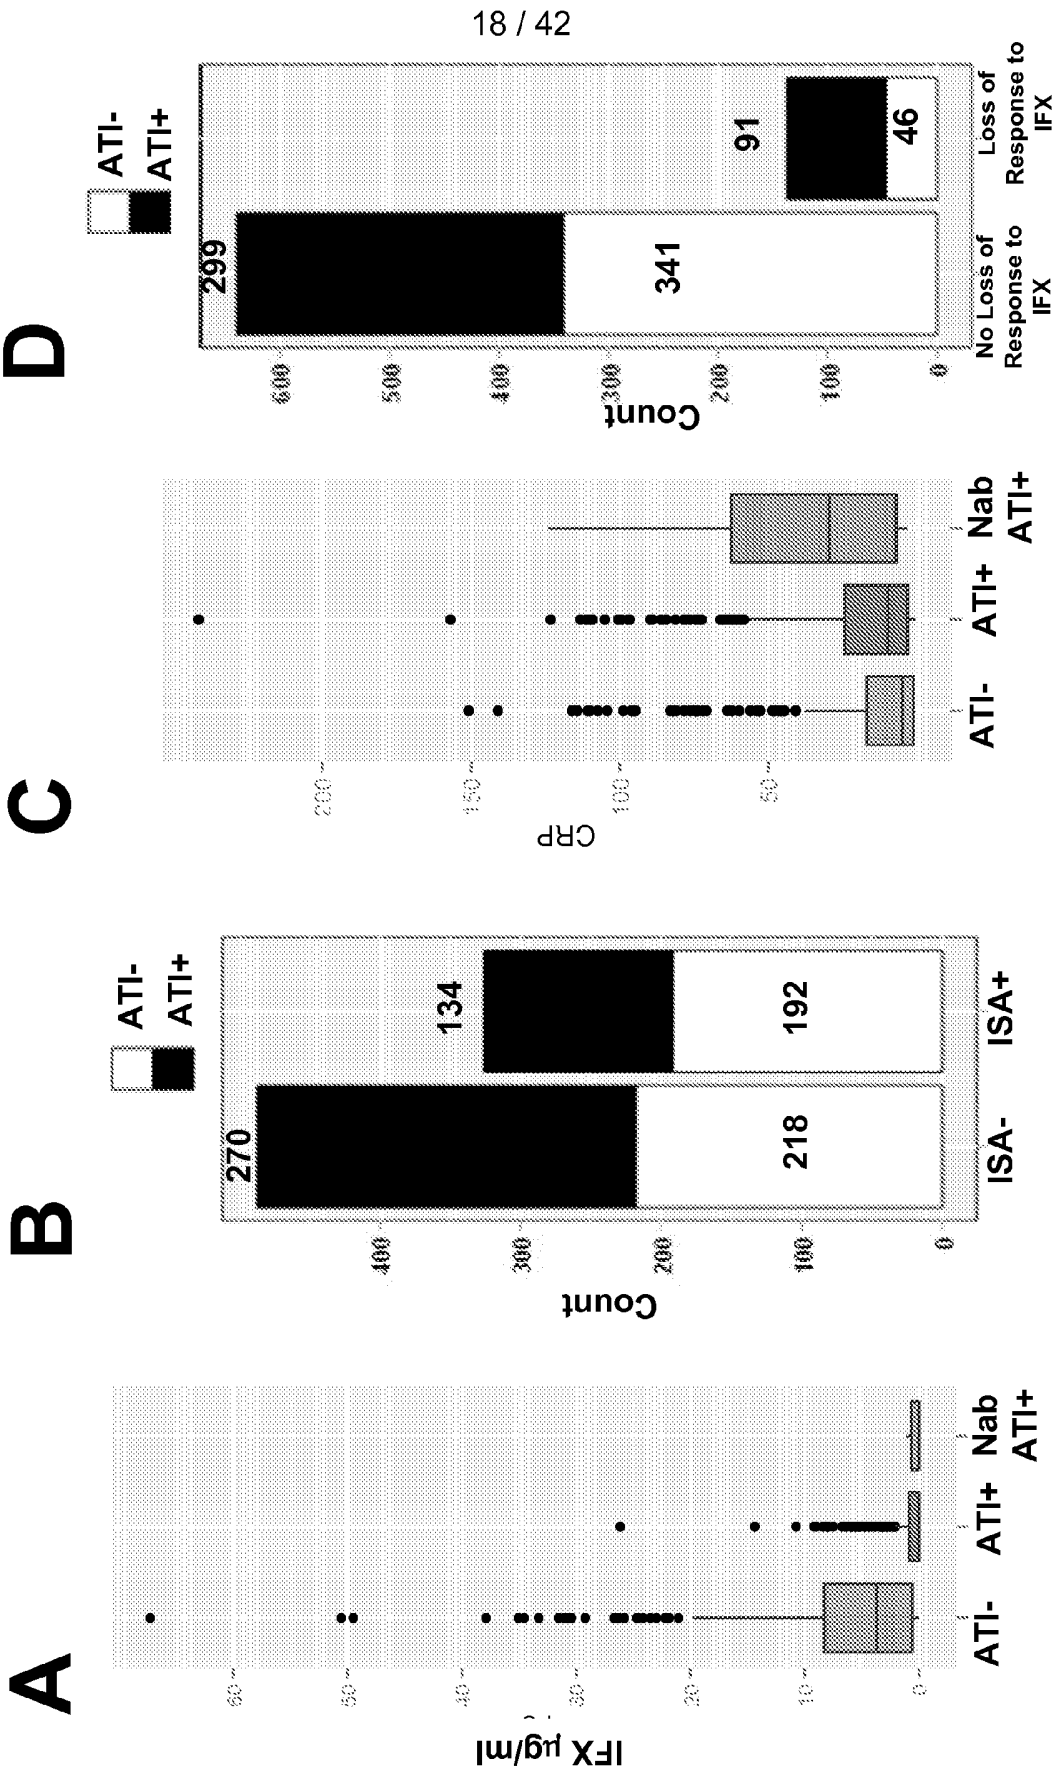 18 / 42
A
IFX µg/ml
60
50
40
30
20
10
0
ATI-
ATI+
Nab
ATI+
B
ATI-
ATI+
Count
400
300
200
100
0
270
218
134
192
ISA-
ISA+
C
CRP
200
150
100
50
ATI-
ATI+
Nab
ATI+
D
ATI-
ATI+
Count
600
500
400
300
200
100
0
299
341
91
46
No Loss of
Response to
IFX
Loss of
Response to
IFX